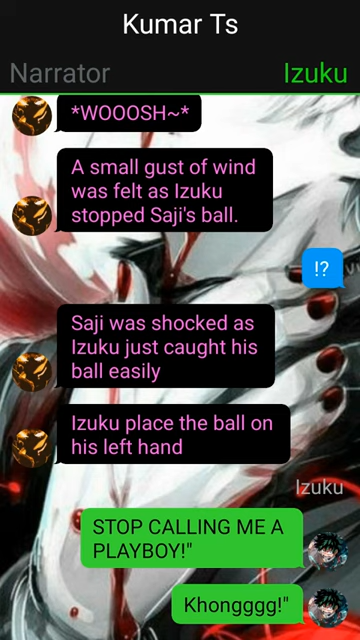 Kumar Ts
Narrator Izuku
*WOOOSH~*
A small gust of wind
was felt as Izuku
stopped Saji's ball.
!?
Saji was shocked as
Izuku just caught his
ball easily
Izuku place the ball on
his left hand
Izuku
STOP CALLING ME A
PLAYBOY!"
Khongggg!"